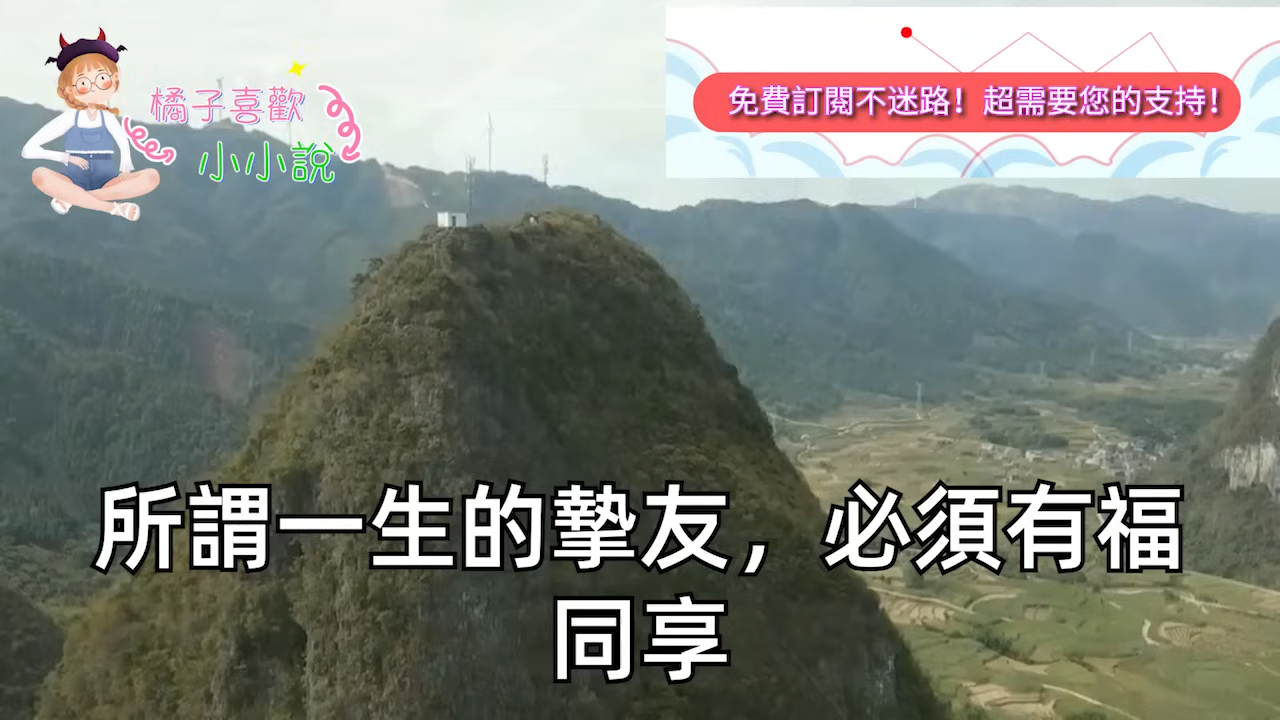 橘子喜歡
小小說
免費訂閱不迷路！超需要您的支持！
所謂一生的摯友，必須有福
同享